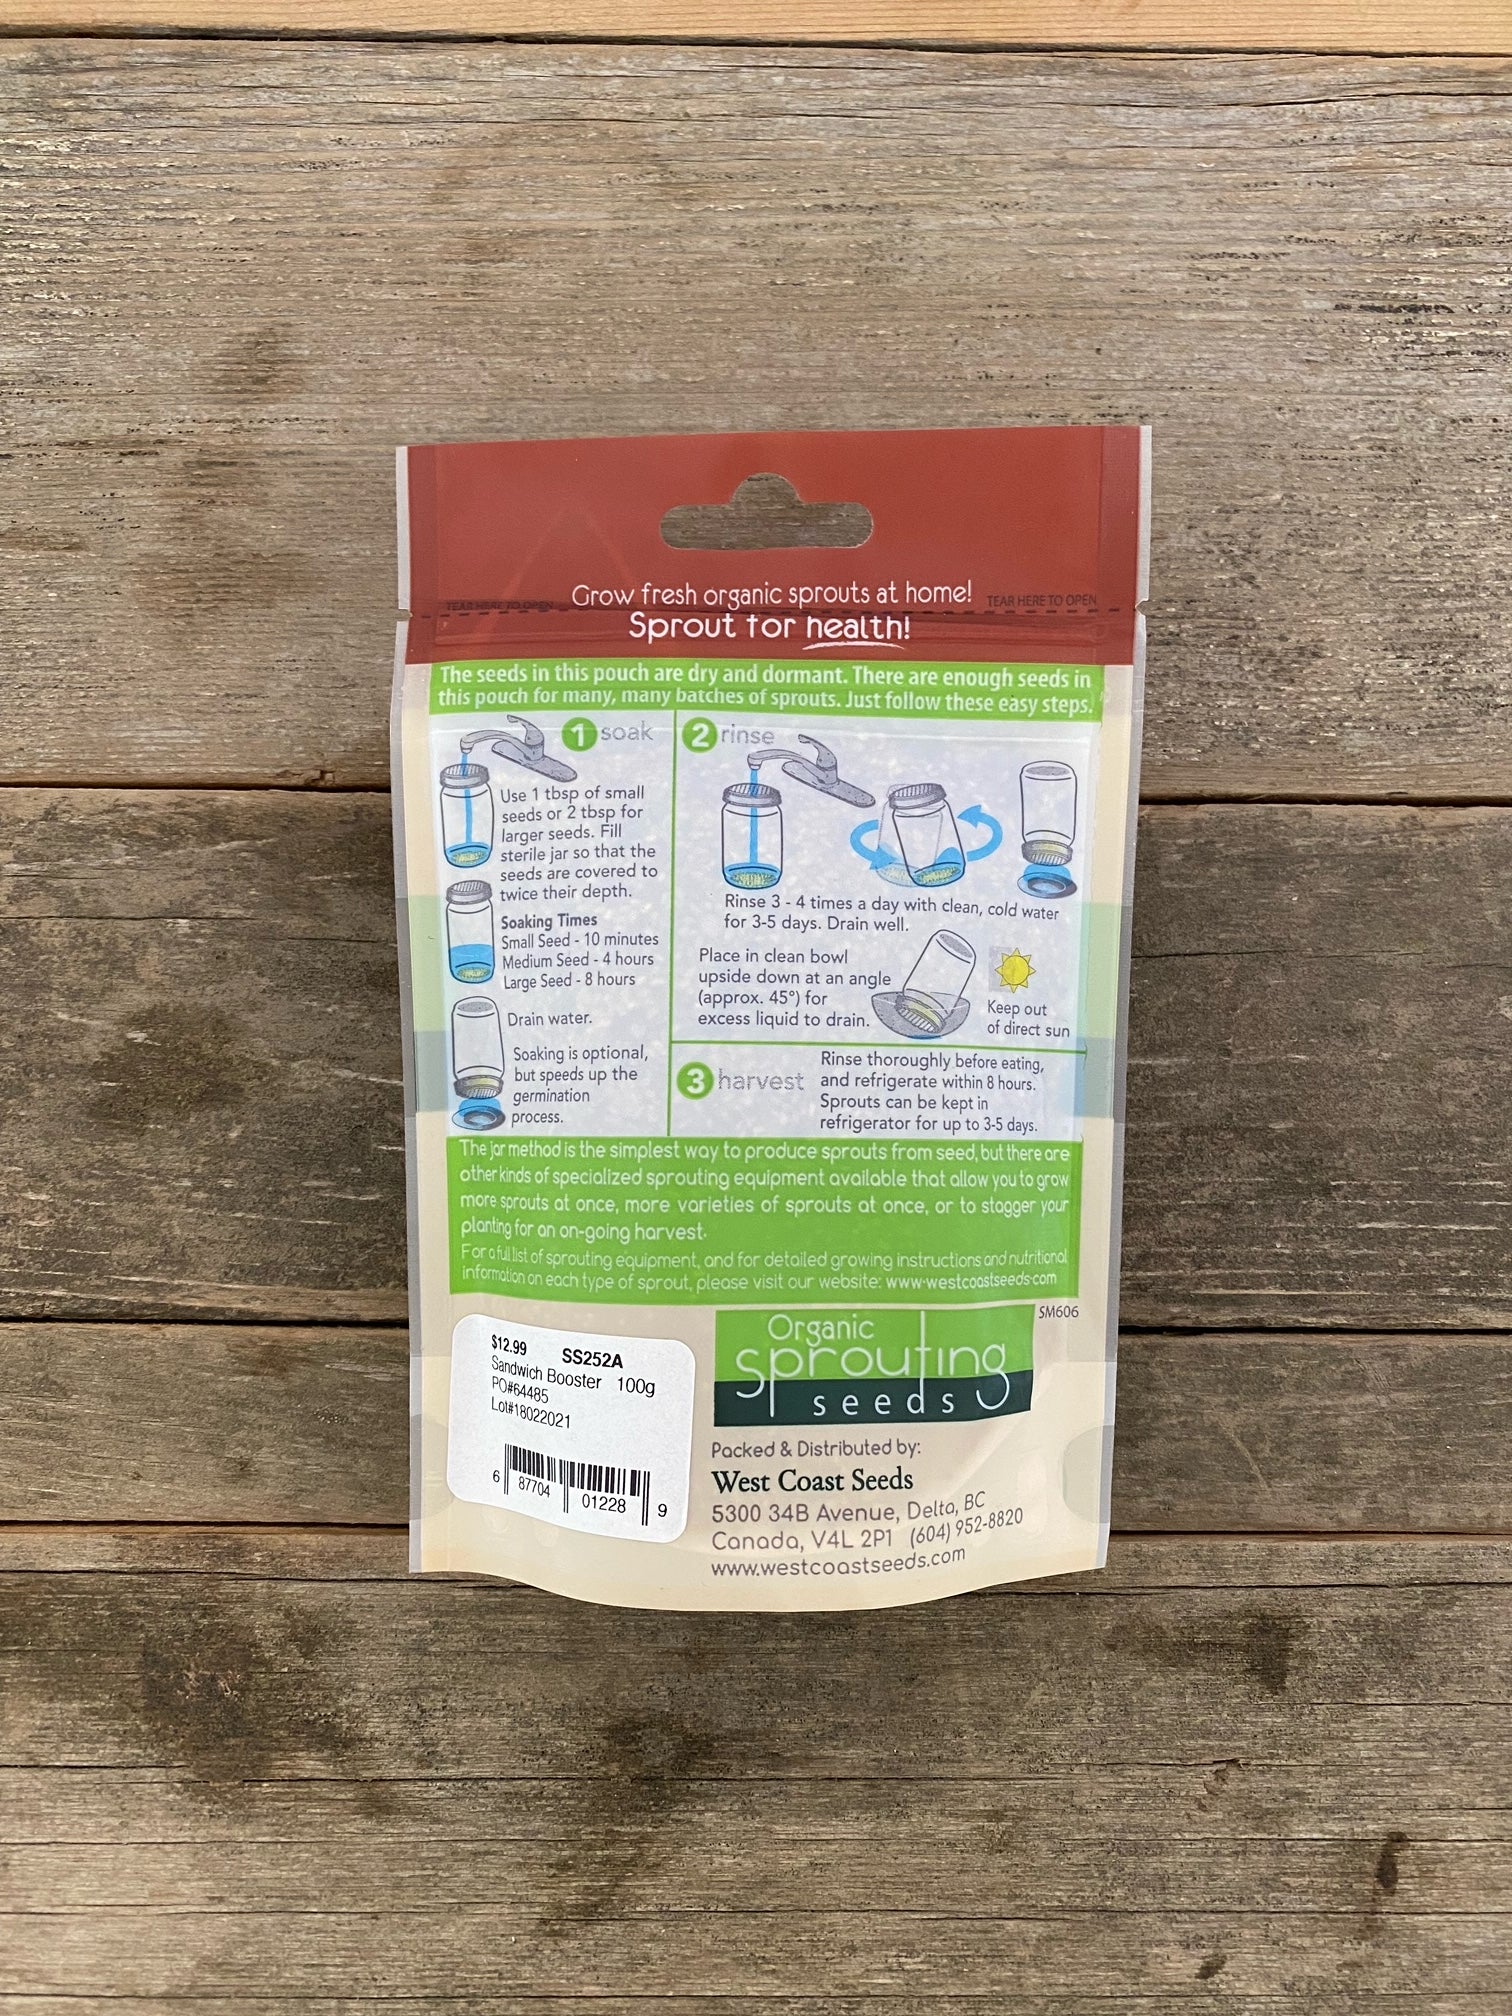 Grow fresh organic sprouts at home!
TEAR HERE TO OPEN
TEAR HERE TO OPEN
Sprout for health!
The seeds in this pouch are dry and dormant. There are enough seeds in
this pouch for many, many batches of sprouts. Just follow these easy steps.
1 soak
Use 1 tbsp of small
seeds or 2 tbsp for
larger seeds. Fill
sterile jar so that the
seeds are covered to
twice their depth.
Soaking Times
Small Seed - 10 minutes
Medium Seed - 4 hours
Large Seed - 8 hours
Drain water.
Soaking is optional,
but speeds up the
germination
process.
2 rinse
Rinse 3 - 4 times a day with clean, cold water
for 3-5 days. Drain well.
Place in clean bowl
upside down at an angle
(approx. 45°) for
excess liquid to drain.
Keep out
of direct sun
3 harvest
Rinse thoroughly before eating,
and refrigerate within 8 hours.
Sprouts can be kept in
refrigerator for up to 3-5 days.
The jar method is the simplest way to produce sprouts from seed, but there are
other kinds of specialized sprouting equipment available that allow you to grow
more sprouts at once, more varieties of sprouts at once, or to stagger your
planting for an on-going harvest.
For a full list of sprouting equipment, and for detailed growing instructions and nutritional
information on each type of sprout, please visit our website: www.westcoastseeds.com
SM606
$12.99 SS252A
Sandwich Booster 100g
PO#64485
Lot#18022021
6 87704 01228 9
Organic
sprouting
seeds
Packed & Distributed by:
West Coast Seeds
5300 34B Avenue, Delta, BC
Canada, V4L 2P1 (604) 952-8820
www.westcoastseeds.com